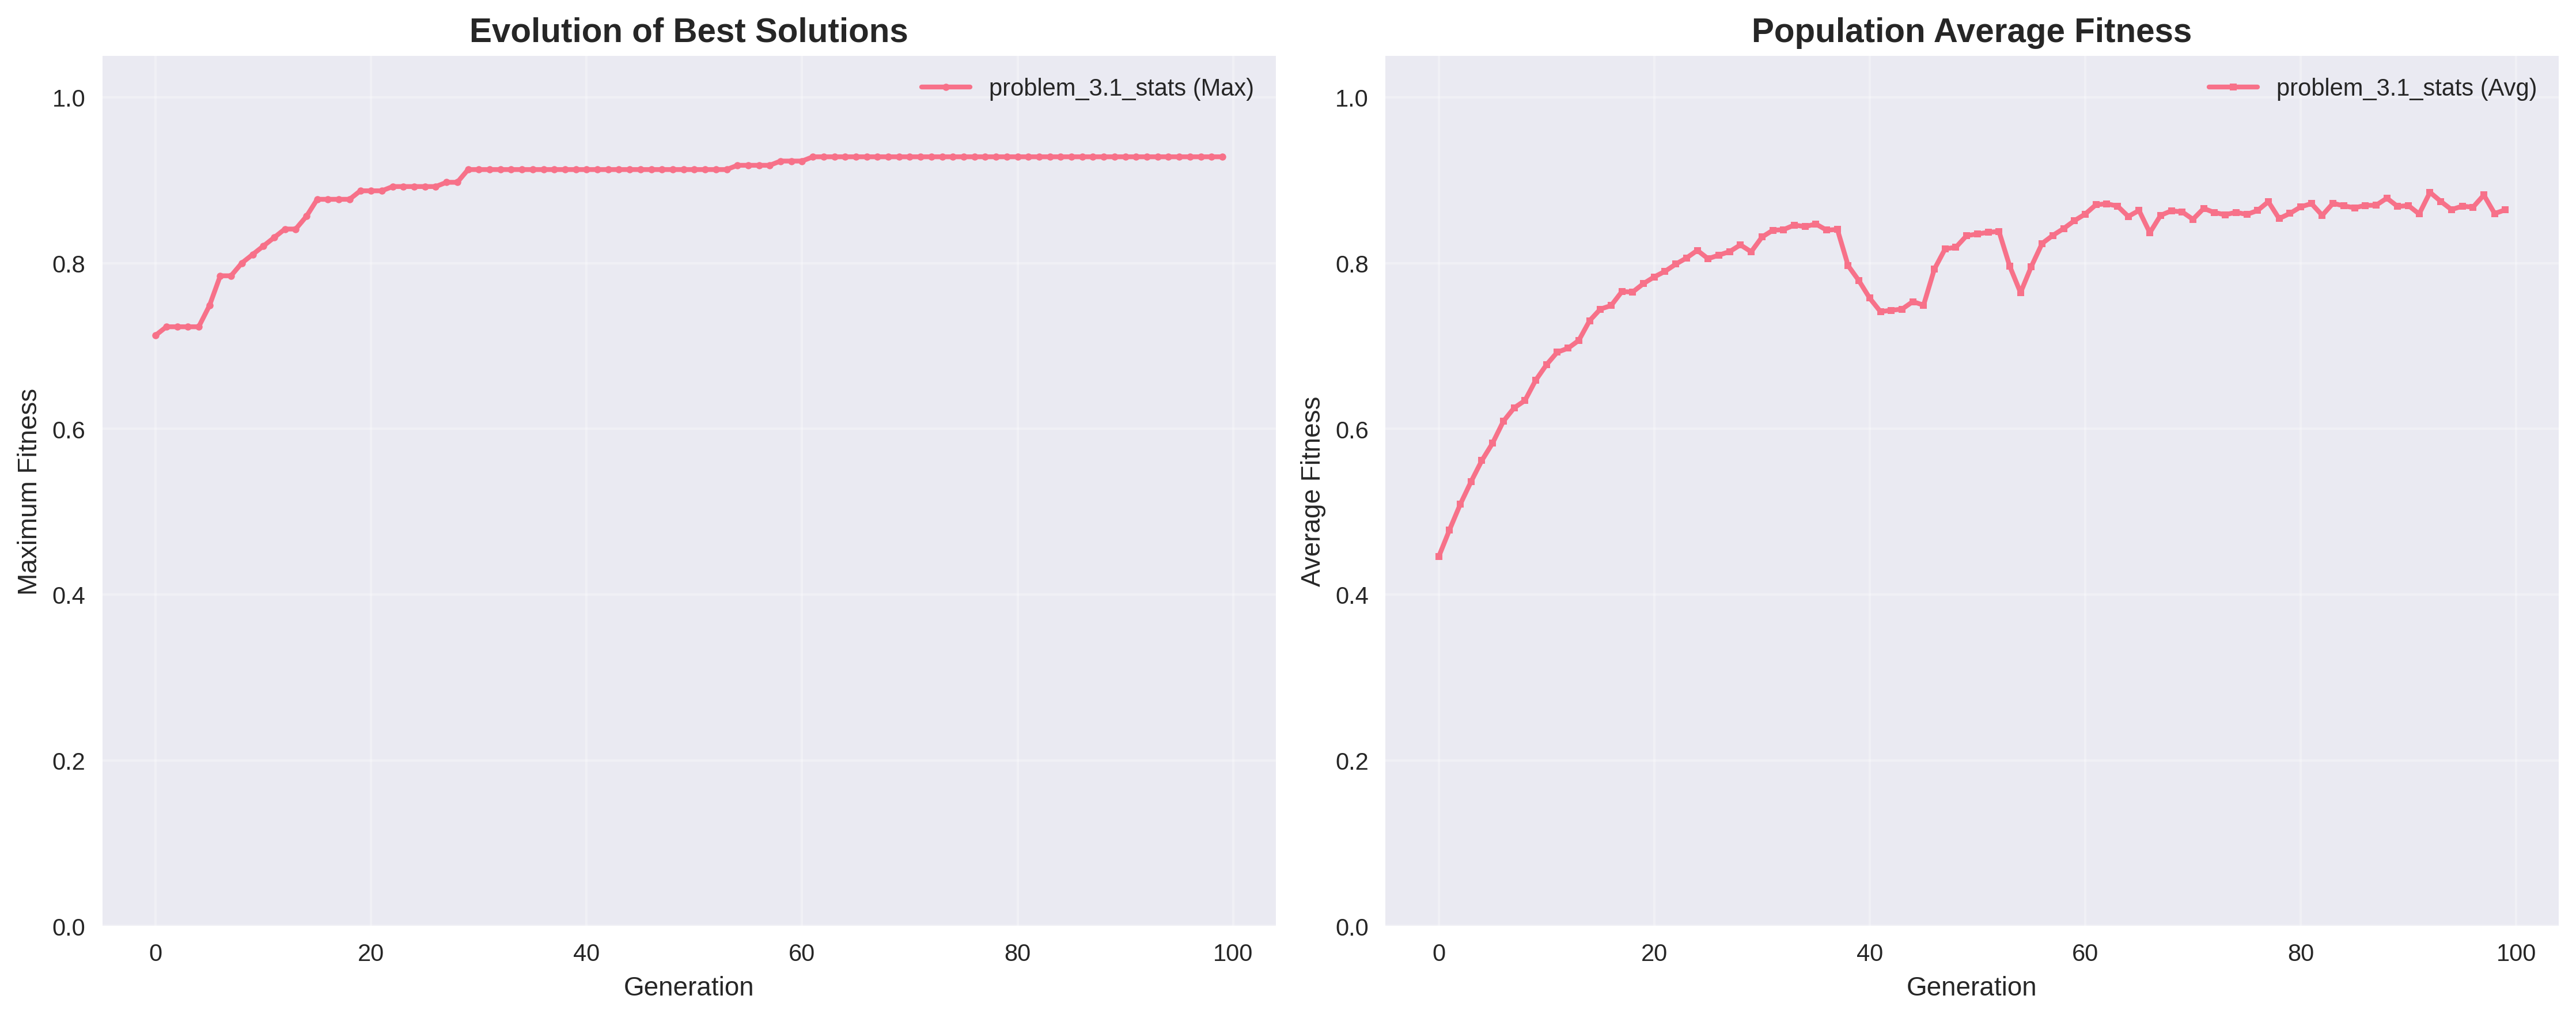 Evolution of Best Solutions
problem_3.1_stats (Max)
Maximum Fitness
1.0
0.8
0.6
0.4
0.2
0.0
0 20 40 60 80 100
Generation
Population Average Fitness
problem_3.1_stats (Avg)
Average Fitness
1.0
0.8
0.6
0.4
0.2
0.0
0 20 40 60 80 100
Generation